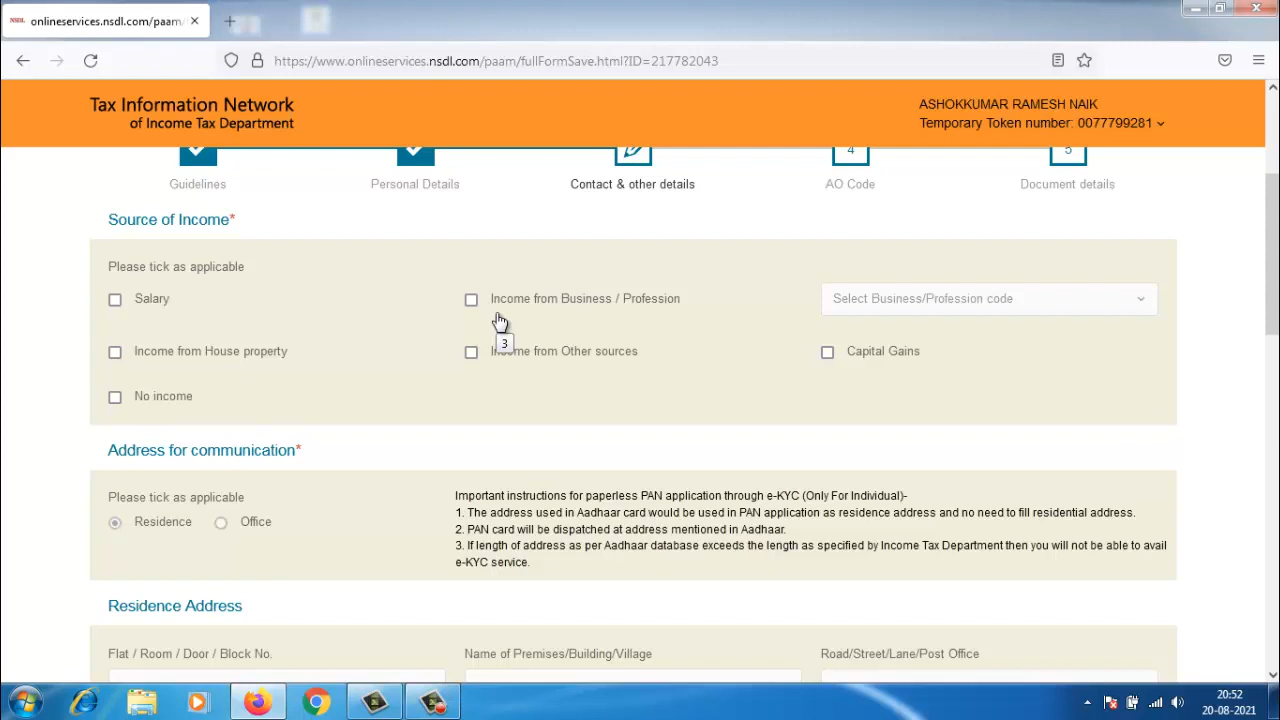 NSDL onlineservices.nsdl.com/paam/
https://www.onlineservices.nsdl.com/paam/fullFormSave.html?ID=217782043
Tax Information Network
of Income Tax Department
ASHOKKUMAR RAMESH NAIK
Temporary Token number: 0077799281
4 5
Guidelines Personal Details Contact & other details AO Code Document details
Source of Income*
Please tick as applicable
Salary Income from Business / Profession Select Business/Profession code
3
Income from House property Income from Other sources Capital Gains
No income
Address for communication*
Please tick as applicable
Residence Office
Important instructions for paperless PAN application through e-KYC (Only For Individual)-
1. The address used in Aadhaar card would be used in PAN application as residence address and no need to fill residential address.
2. PAN card will be dispatched at address mentioned in Aadhaar.
3. If length of address as per Aadhaar database exceeds the length as specified by Income Tax Department then you will not be able to avail
e-KYC service.
Residence Address
Flat / Room / Door / Block No. Name of Premises/Building/Village Road/Street/Lane/Post Office
20:52
20-08-2021